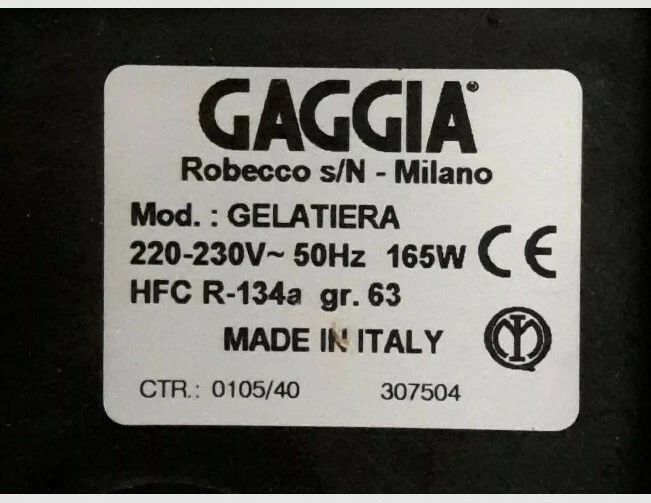 GAGGIA®
Robecco s/N - Milano
Mod. : GELATIERA
220-230V~ 50Hz 165W CE
HFC R-134a gr. 63
MADE IN ITALY
CTR.: 0105/40 307504